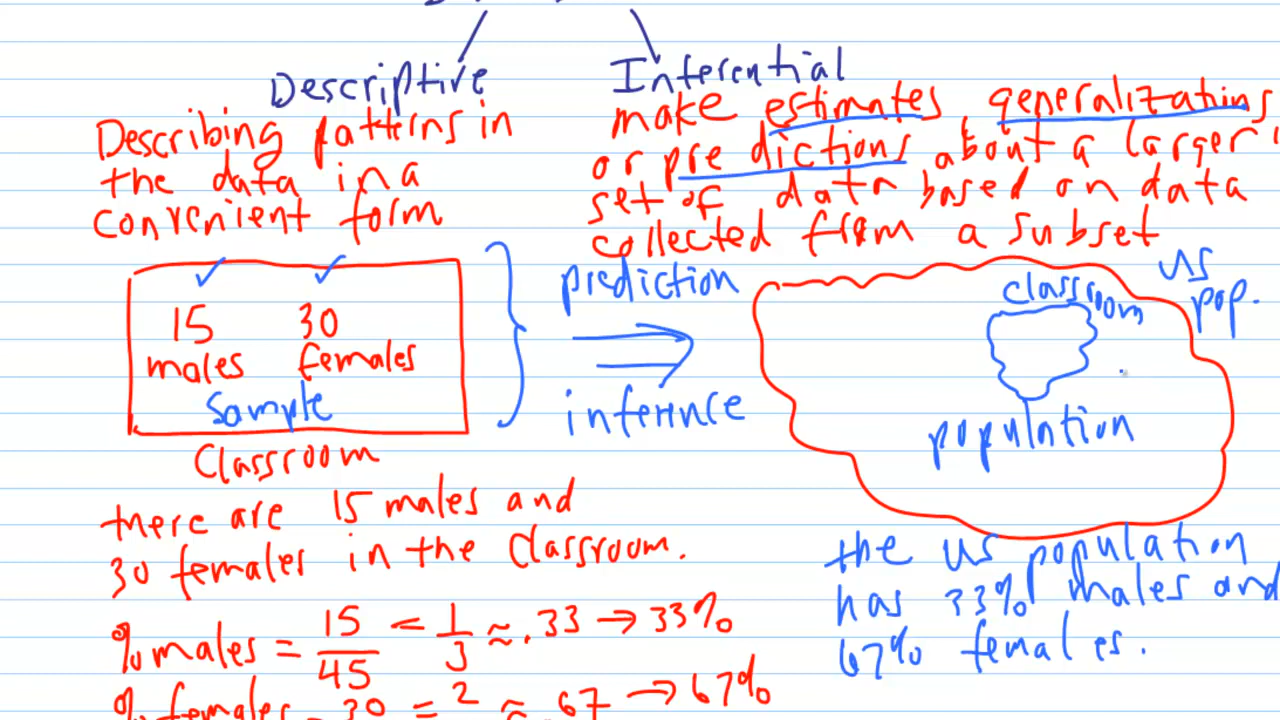 Descriptive
Inferential
Describing patterns in
the data in a
convenient form
make estimates generalizations
or predictions about a larger
set of data based on data
collected from a subset
15 30
males females
Sample
Classroom
prediction
inference
US
pop.
classroom
population
there are 15 males and
30 females in the classroom.
% males = 15/45 = 1/3 ≈ .33 → 33%
% females = 30 = 2 ≈ .67 → 67%
the US population
has 33% males and
67% females.